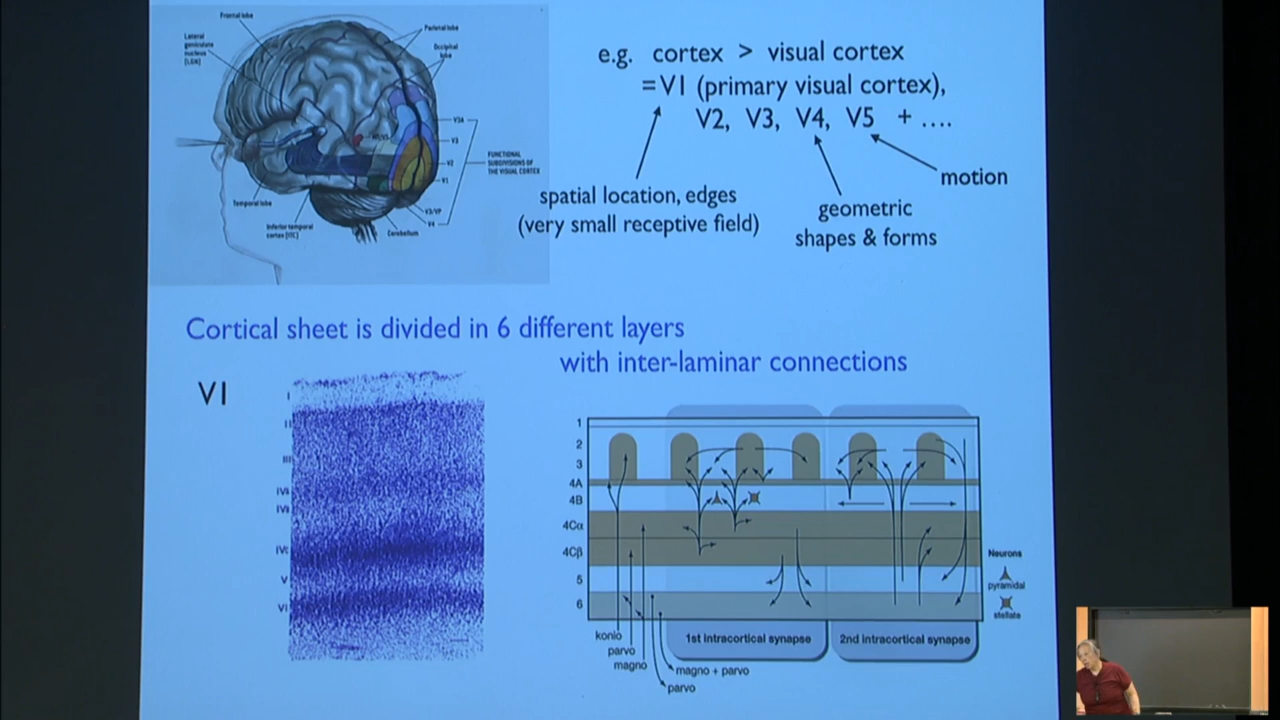 Frontal lobe
Parietal lobe
Lateral
geniculate
nucleus
[LGN]
Occipital
lobe
V3A
V3
V2
V1
FUNCTIONAL
SUBDIVISIONS OF
THE VISUAL CORTEX
Temporal lobe
Inferior temporal
cortex [ITC]
V3/VP
V4
Cerebellum
e.g. cortex > visual cortex
=V1 (primary visual cortex),
V2, V3, V4, V5 + ....
spatial location, edges
(very small receptive field)
geometric
shapes & forms
motion
Cortical sheet is divided in 6 different layers
with inter-laminar connections
V1
I
II
III
IVc
V
VI
1
2
3
4A
4B
4Cα
4Cβ
5
6
konio
parvo
magno
1st intracortical synapse
2nd intracortical synapse
magno + parvo
parvo
Neurons
pyramidal
stellate